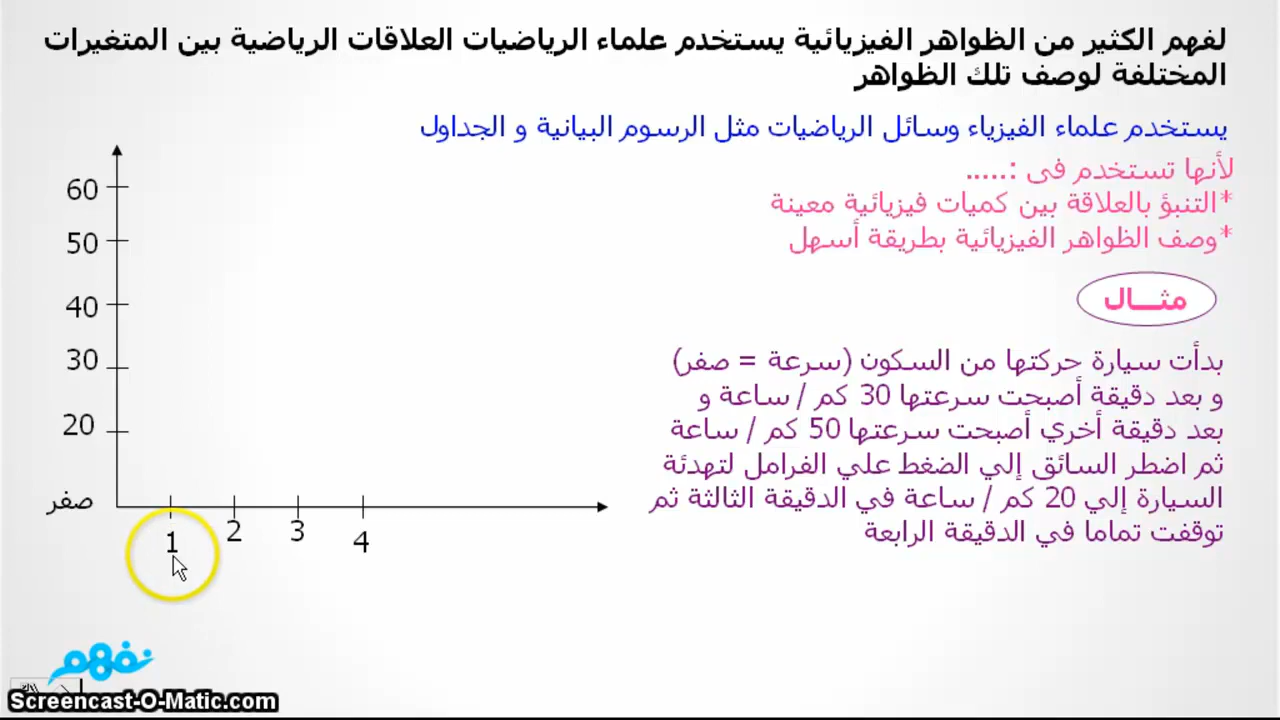 لفهم الكثير من الظواهر الفيزيائية يستخدم علماء الرياضيات العلاقات الرياضية بين المتغيرات
المختلفة لوصف تلك الظواهر
يستخدم علماء الفيزياء وسائل الرياضيات مثل الرسوم البيانية و الجداول
لأنها تستخدم فى :.....
*التنبؤ بالعلاقة بين كميات فيزيائية معينة
*وصف الظواهر الفيزيائية بطريقة أسهل
مثـــال
بدأت سيارة حركتها من السكون (سرعة = صفر)
و بعد دقيقة أصبحت سرعتها 30 كم / ساعة و
بعد دقيقة أخري أصبحت سرعتها 50 كم / ساعة
ثم اضطر السائق إلي الضغط علي الفرامل لتهدئة
السيارة إلي 20 كم / ساعة في الدقيقة الثالثة ثم
توقفت تماما في الدقيقة الرابعة
60
50
40
30
20
صفر
1 2 3 4
نفهم
Screencast-O-Matic.com